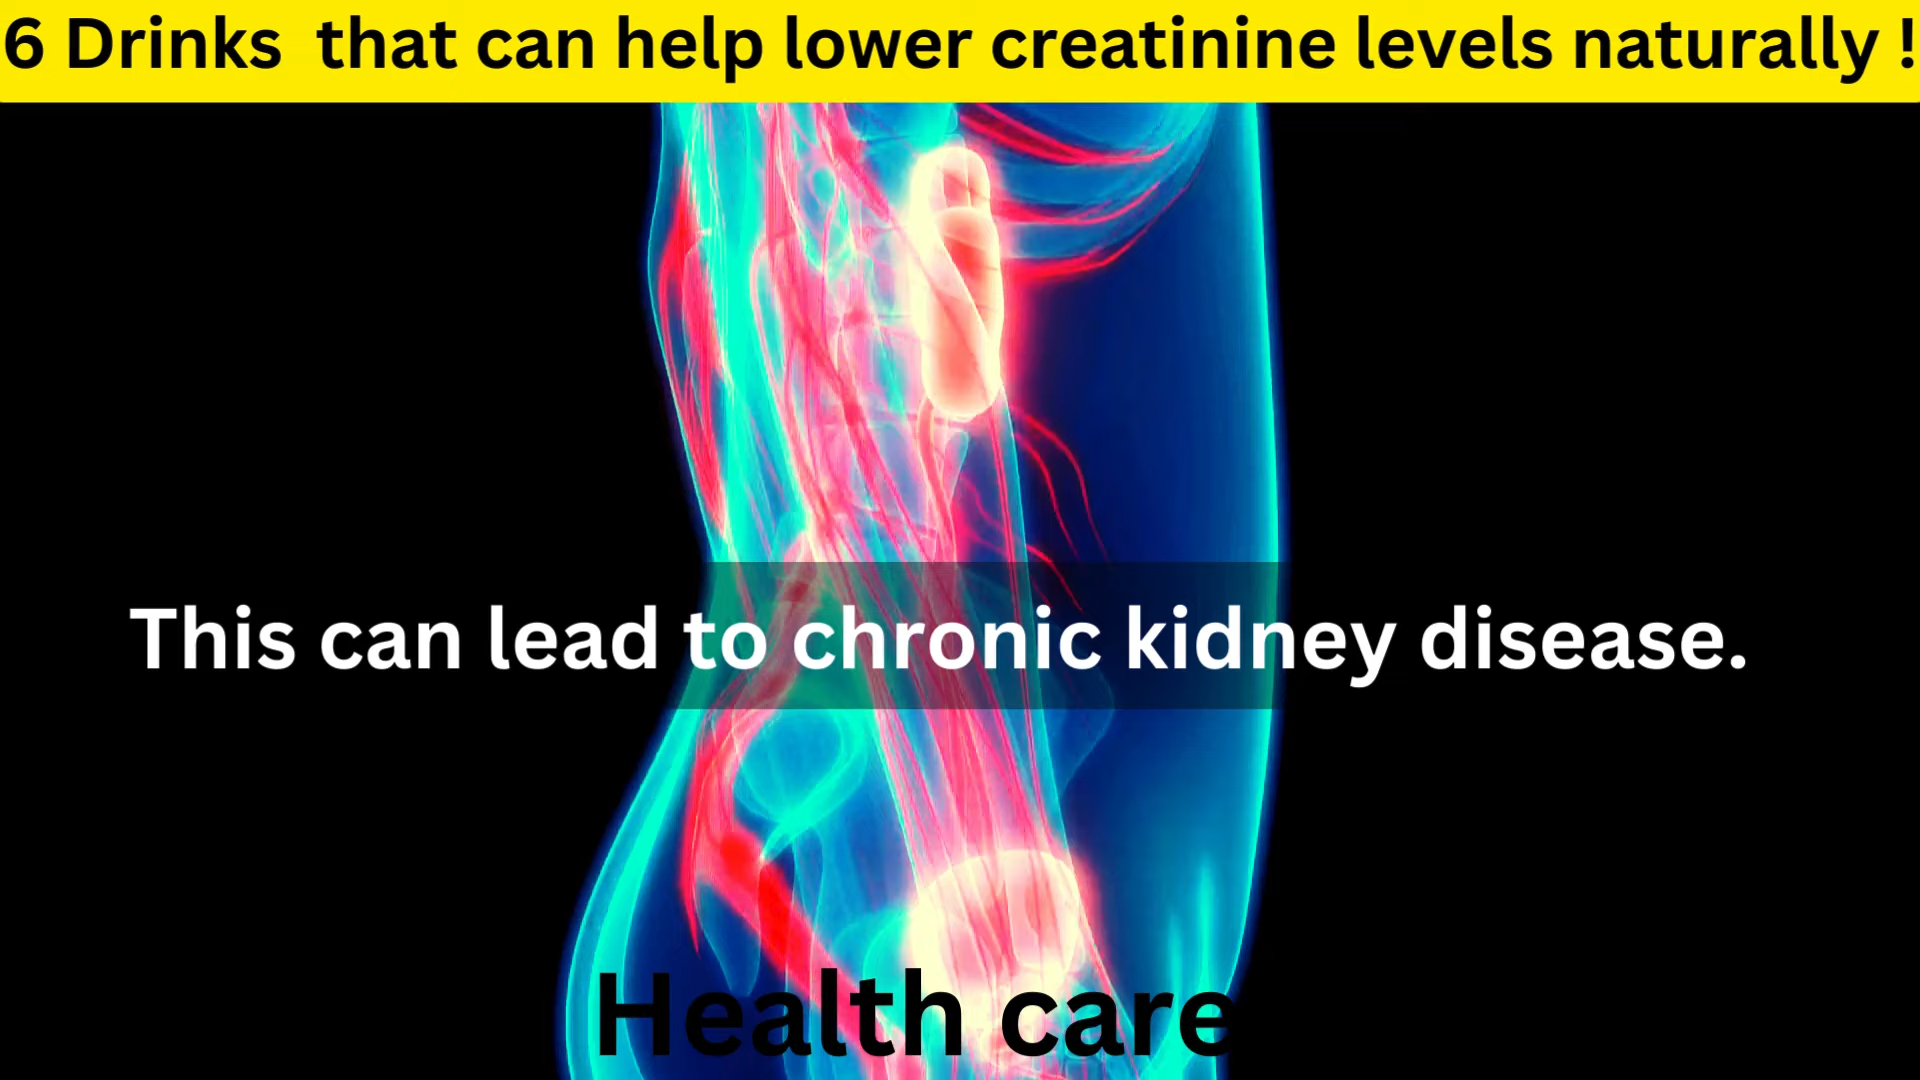 6 Drinks that can help lower creatinine levels naturally !
This can lead to chronic kidney disease.
Health care